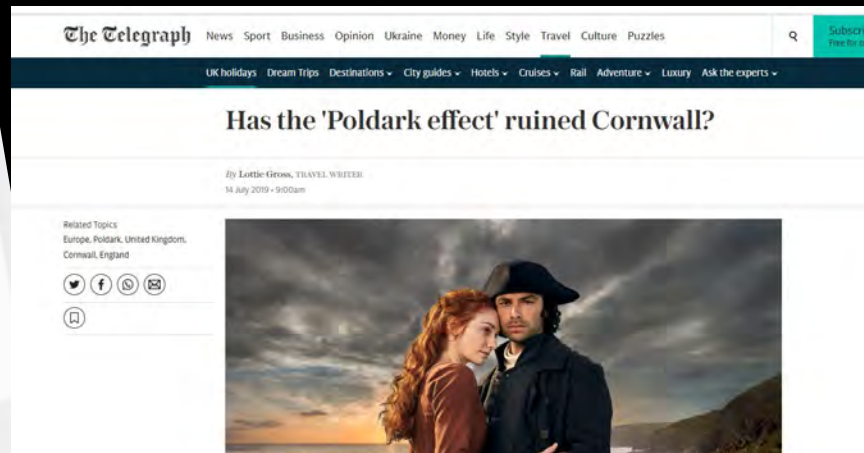 The Telegraph News Sport Business Opinion Ukraine Money Life Style Travel Culture Puzzles
UK holidays Dream Trips Destinations City guides Hotels Cruises Rail Adventure Luxury Ask the experts
Has the 'Poldark effect' ruined Cornwall?
By Lottie Gross, TRAVEL WRITER
14 July 2019 • 9:00am
Related Topics
Europe, Poldark, United Kingdom,
Cornwall, England